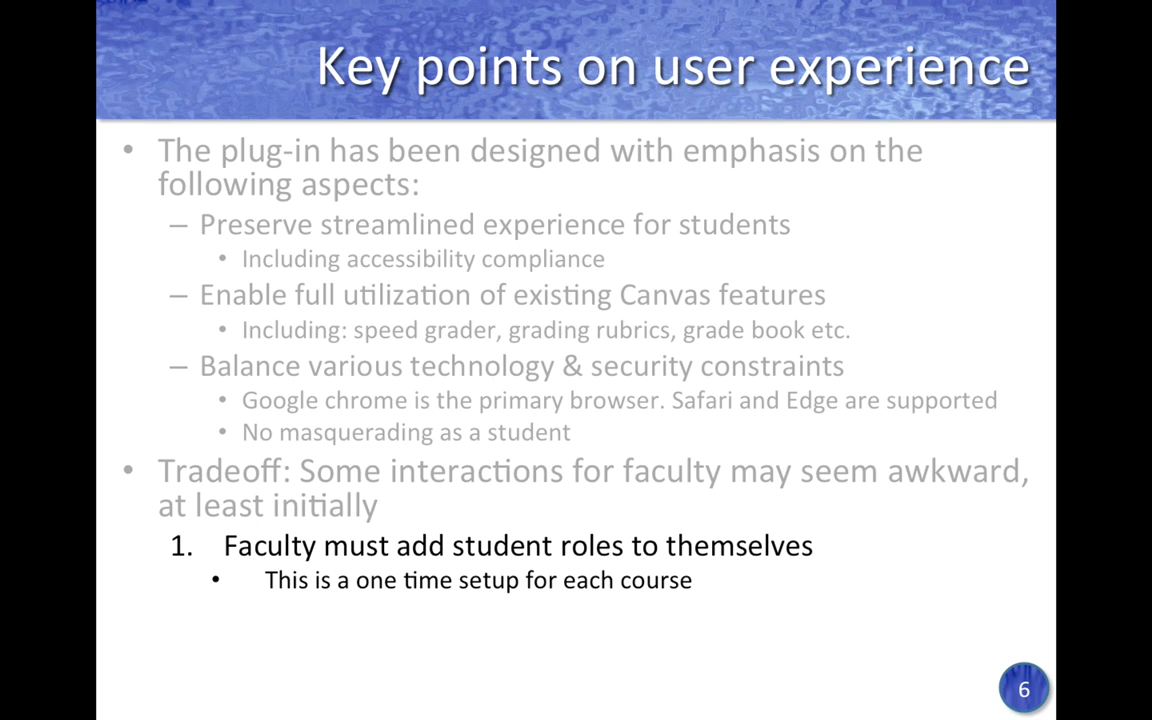 Key points on user experience
• The plug-in has been designed with emphasis on the
following aspects:
– Preserve streamlined experience for students
• Including accessibility compliance
– Enable full utilization of existing Canvas features
• Including: speed grader, grading rubrics, grade book etc.
– Balance various technology & security constraints
• Google chrome is the primary browser. Safari and Edge are supported
• No masquerading as a student
• Tradeoff: Some interactions for faculty may seem awkward,
at least initially
1. Faculty must add student roles to themselves
• This is a one time setup for each course
6